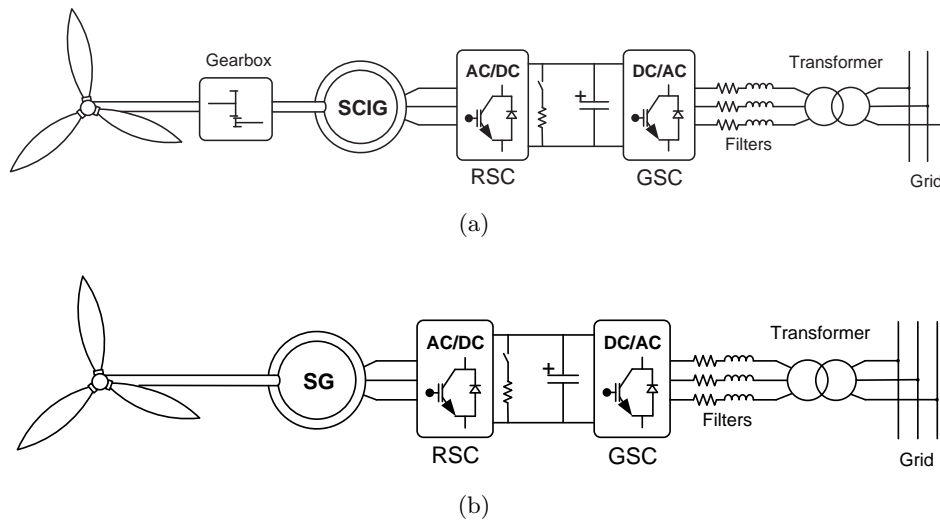 Gearbox
SCIG
AC/DC
+
DC/AC
Transformer
RSC
GSC
Filters
Grid
(a)
SG
AC/DC
+
DC/AC
Transformer
RSC
GSC
Filters
Grid
(b)